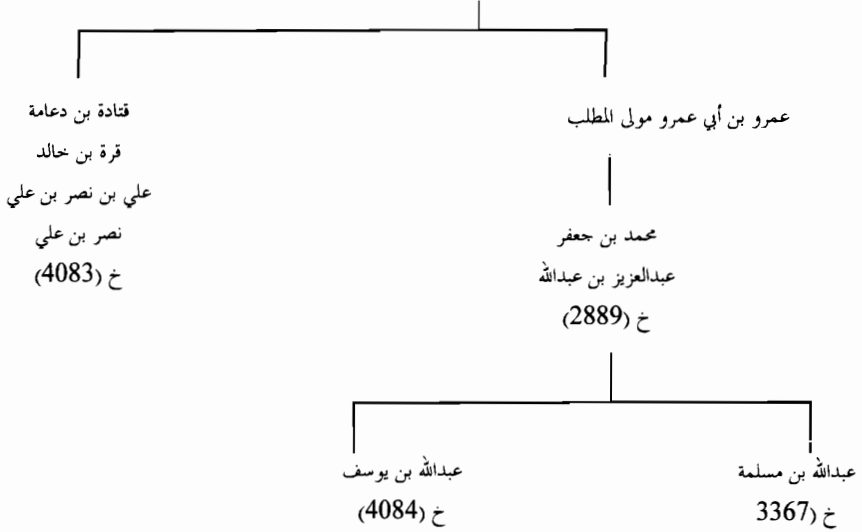 عمرو بن أبي عمرو مولى المطلب
قتادة بن دعامة
قرة بن خالد
علي بن نصر بن علي
نصر بن علي
خ (4083)
محمد بن جعفر
عبدالعزيز بن عبدالله
خ (2889)
عبدالله بن مسلمة
خ (3367
عبدالله بن يوسف
خ (4084)